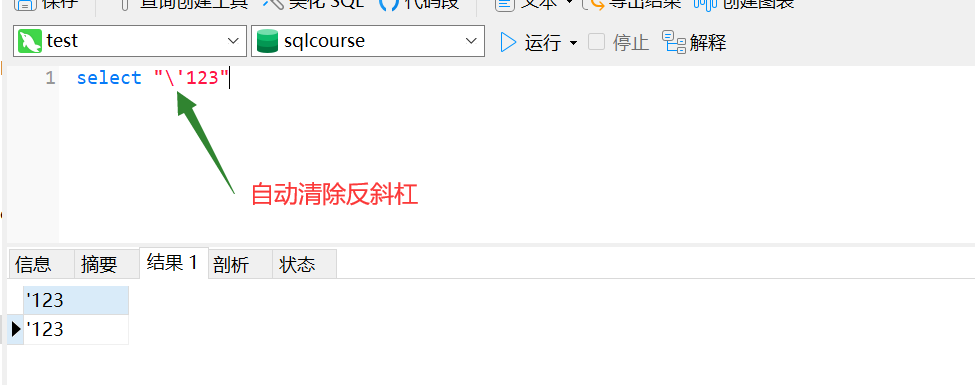 保存 查询创建工具 美化 SQL 代码段 文本 导出结果 创建图表
test sqlcourse 运行 停止 解释
1 select "\'123"
自动清除反斜杠
信息 摘要 结果 1 剖析 状态
'123
'123